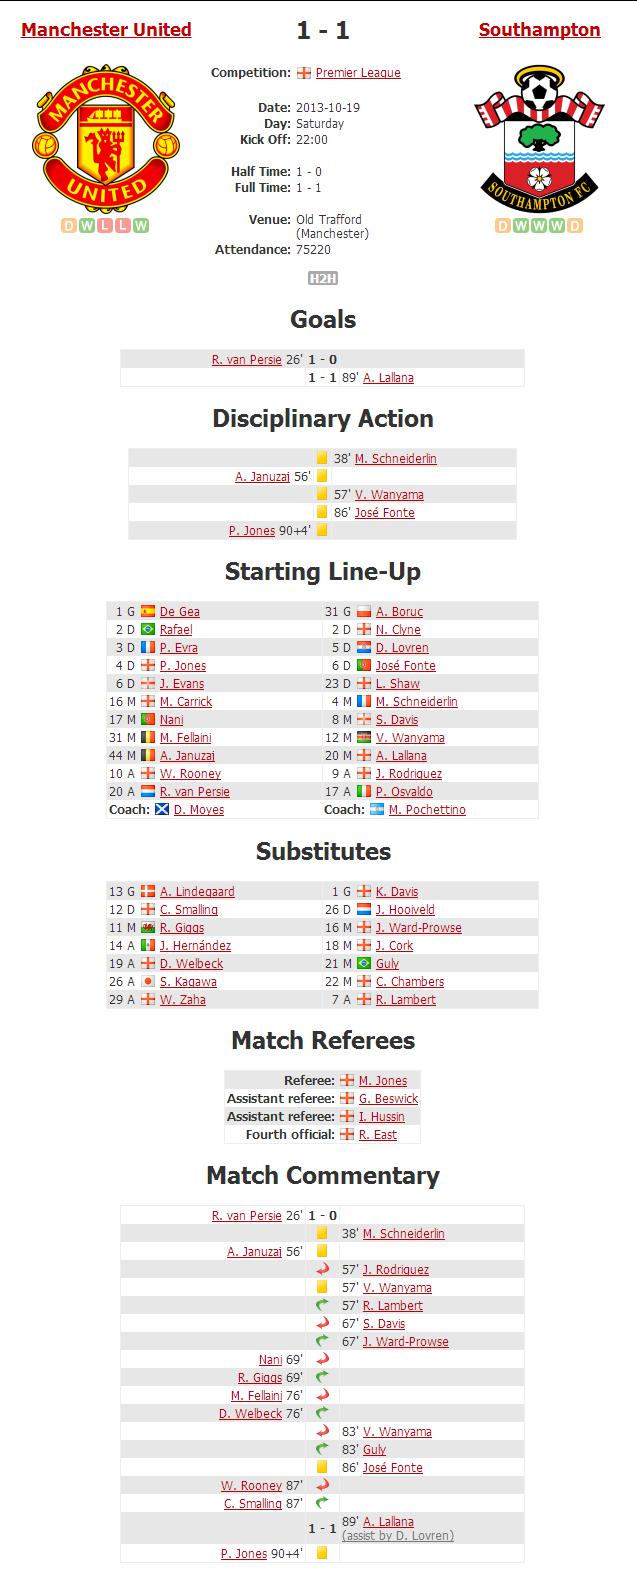 Manchester United 1 - 1 Southampton
MANCHESTER
UNITED
SOUTHAMPTON FC
Competition: Premier League
Date: 2013-10-19
Day: Saturday
Kick Off: 22:00
Half Time: 1 - 0
Full Time: 1 - 1
Venue: Old Trafford
(Manchester)
Attendance: 75220
D W L L W
D W W W D
H2H
Goals
R. van Persie 26' 1 - 0
1 - 1 89' A. Lallana
Disciplinary Action
38' M. Schneiderlin
A. Januzaj 56'
57' V. Wanyama
86' José Fonte
P. Jones 90+4'
Starting Line-Up
1 G De Gea 31 G A. Boruc
2 D Rafael 2 D N. Clyne
3 D P. Evra 5 D D. Lovren
4 D P. Jones 6 D José Fonte
6 D J. Evans 23 D L. Shaw
16 M M. Carrick 4 M M. Schneiderlin
17 M Nani 8 M S. Davis
31 M M. Fellaini 12 M V. Wanyama
44 M A. Januzaj 20 M A. Lallana
10 A W. Rooney 9 A J. Rodriguez
20 A R. van Persie 17 A P. Osvaldo
Coach: D. Moyes Coach: M. Pochettino
Substitutes
13 G A. Lindegaard 1 G K. Davis
12 D C. Smalling 26 D J. Hooiveld
11 M R. Giggs 16 M J. Ward-Prowse
14 A J. Hernández 18 M J. Cork
19 A D. Welbeck 21 M Guly
26 A S. Kagawa 22 M C. Chambers
29 A W. Zaha 7 A R. Lambert
Match Referees
Referee: M. Jones
Assistant referee: G. Beswick
Assistant referee: I. Hussin
Fourth official: R. East
Match Commentary
R. van Persie 26' 1 - 0
38' M. Schneiderlin
A. Januzaj 56'
57' J. Rodriguez
57' V. Wanyama
57' R. Lambert
67' S. Davis
67' J. Ward-Prowse
Nani 69'
R. Giggs 69'
M. Fellaini 76'
D. Welbeck 76'
83' V. Wanyama
83' Guly
86' José Fonte
W. Rooney 87'
C. Smalling 87'
1 - 1 89' A. Lallana
(assist by D. Lovren)
P. Jones 90+4'